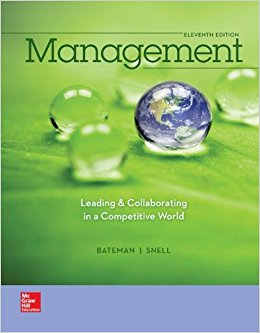 ELEVENTH EDITION
Management
Leading & Collaborating
in a Competitive World
BATEMAN | SNELL
Mc
Graw
Hill
Education